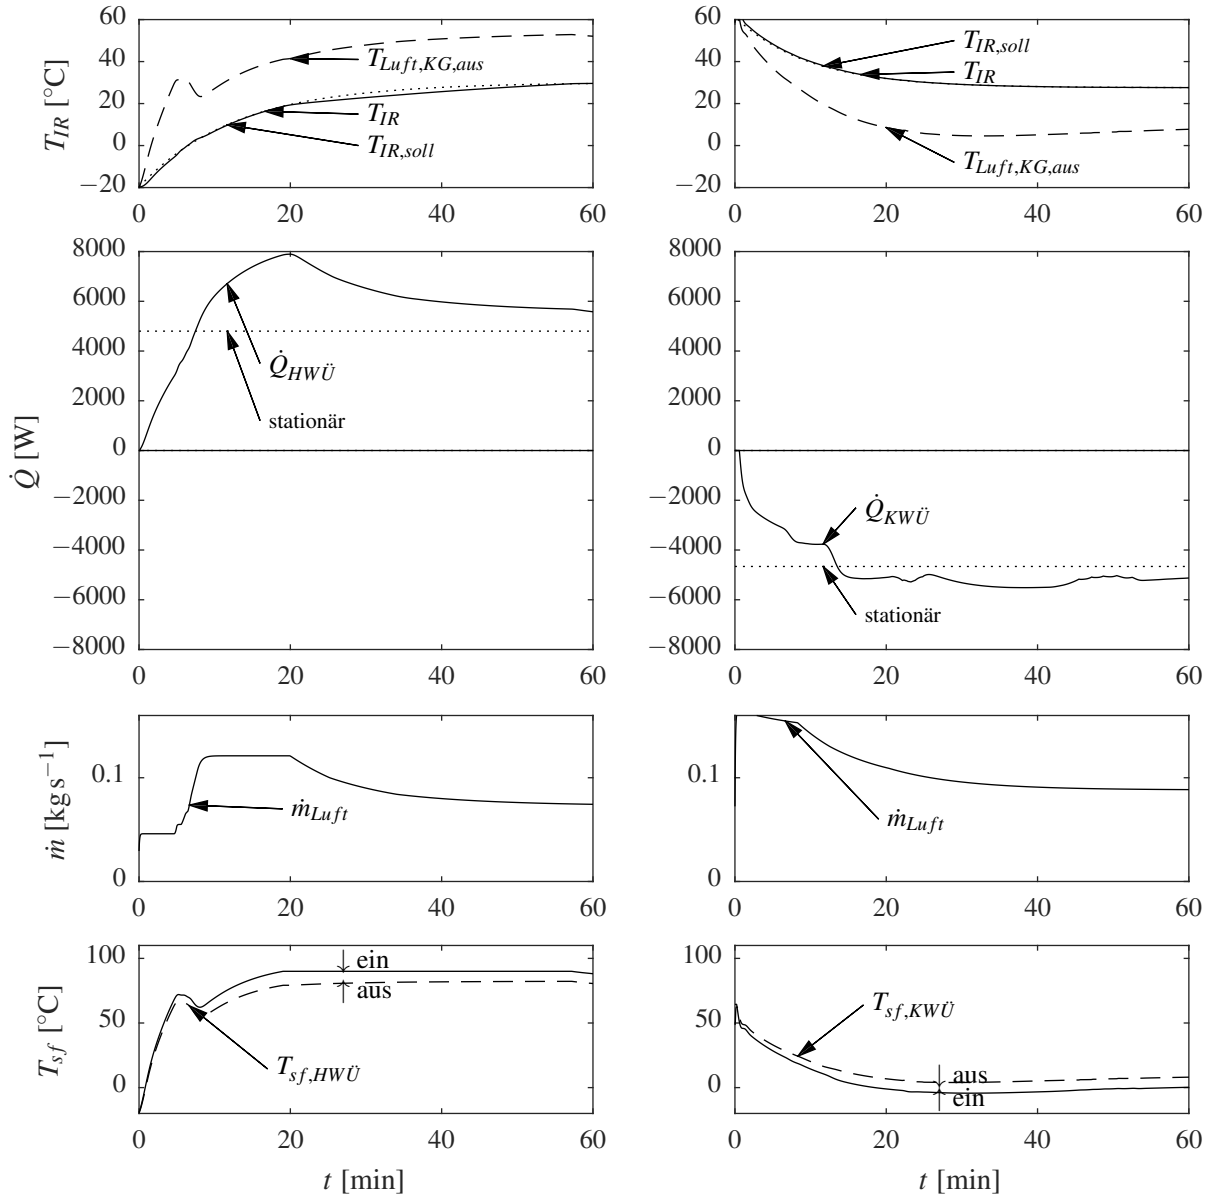 60
40
20
0
−20
T_IR [°C]
T_Luft,KG,aus
T_IR
T_IR,soll
0
20
40
60
60
40
20
0
−20
T_IR,soll
T_IR
T_Luft,KG,aus
0
20
40
60
8000
6000
4000
2000
0
−2000
−4000
−6000
−8000
Q̇ [W]
Q̇_HWÜ
stationär
0
20
40
60
8000
6000
4000
2000
0
−2000
−4000
−6000
−8000
Q̇_KWÜ
stationär
0
20
40
60
0.1
0
ṁ [kg s⁻¹]
ṁ_Luft
0
20
40
60
0.1
0
ṁ_Luft
0
20
40
60
100
50
0
T_sf [°C]
ein
aus
T_sf,HWÜ
0
20
40
60
t [min]
100
50
0
T_sf,KWÜ
aus
ein
0
20
40
60
t [min]